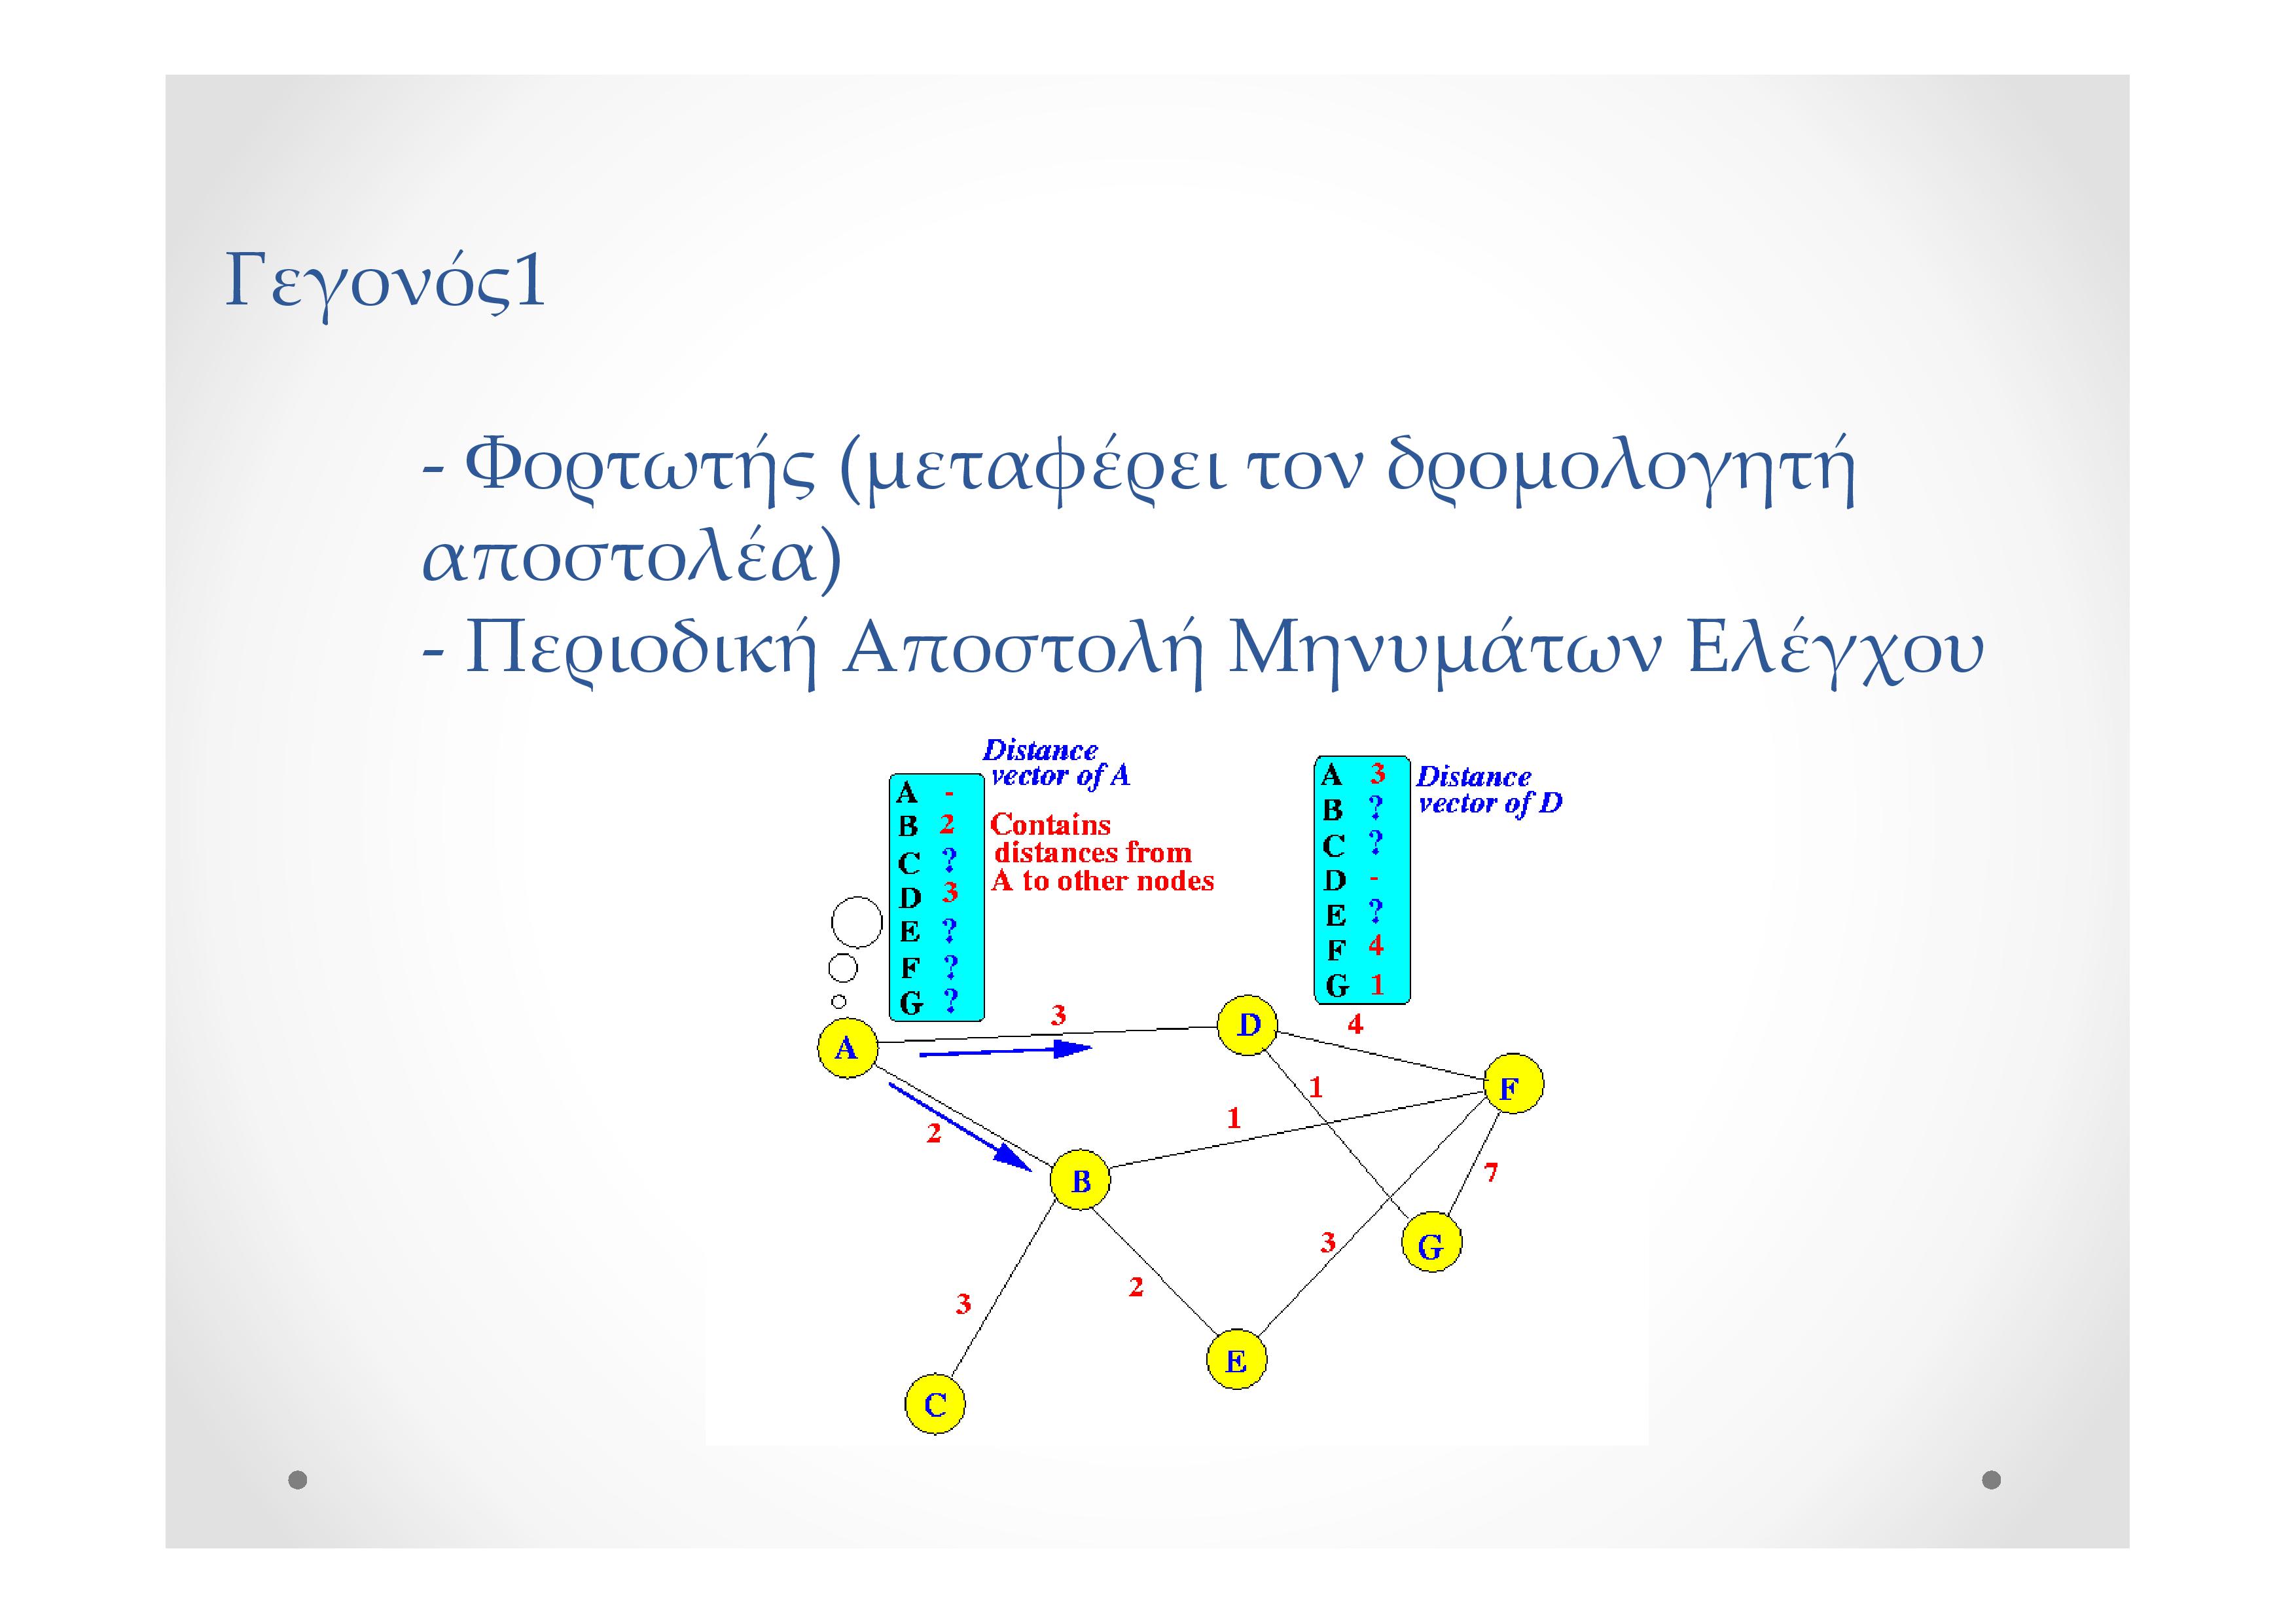 Γεγονός1
- Φορτωτής (μεταφέρει τον δρομολογητή
αποστολέα)
- Περιοδική Αποστολή Μηνυμάτων Ελέγχου
Distance
vector of A
A -
B 2
C ?
D 3
E ?
F ?
G ?
Contains
distances from
A to other nodes
A 3
B ?
C ?
D -
E ?
F 4
G 1
Distance
vector of D
3
4
D
A
F
1
1
2
7
B
G
3
2
3
E
C